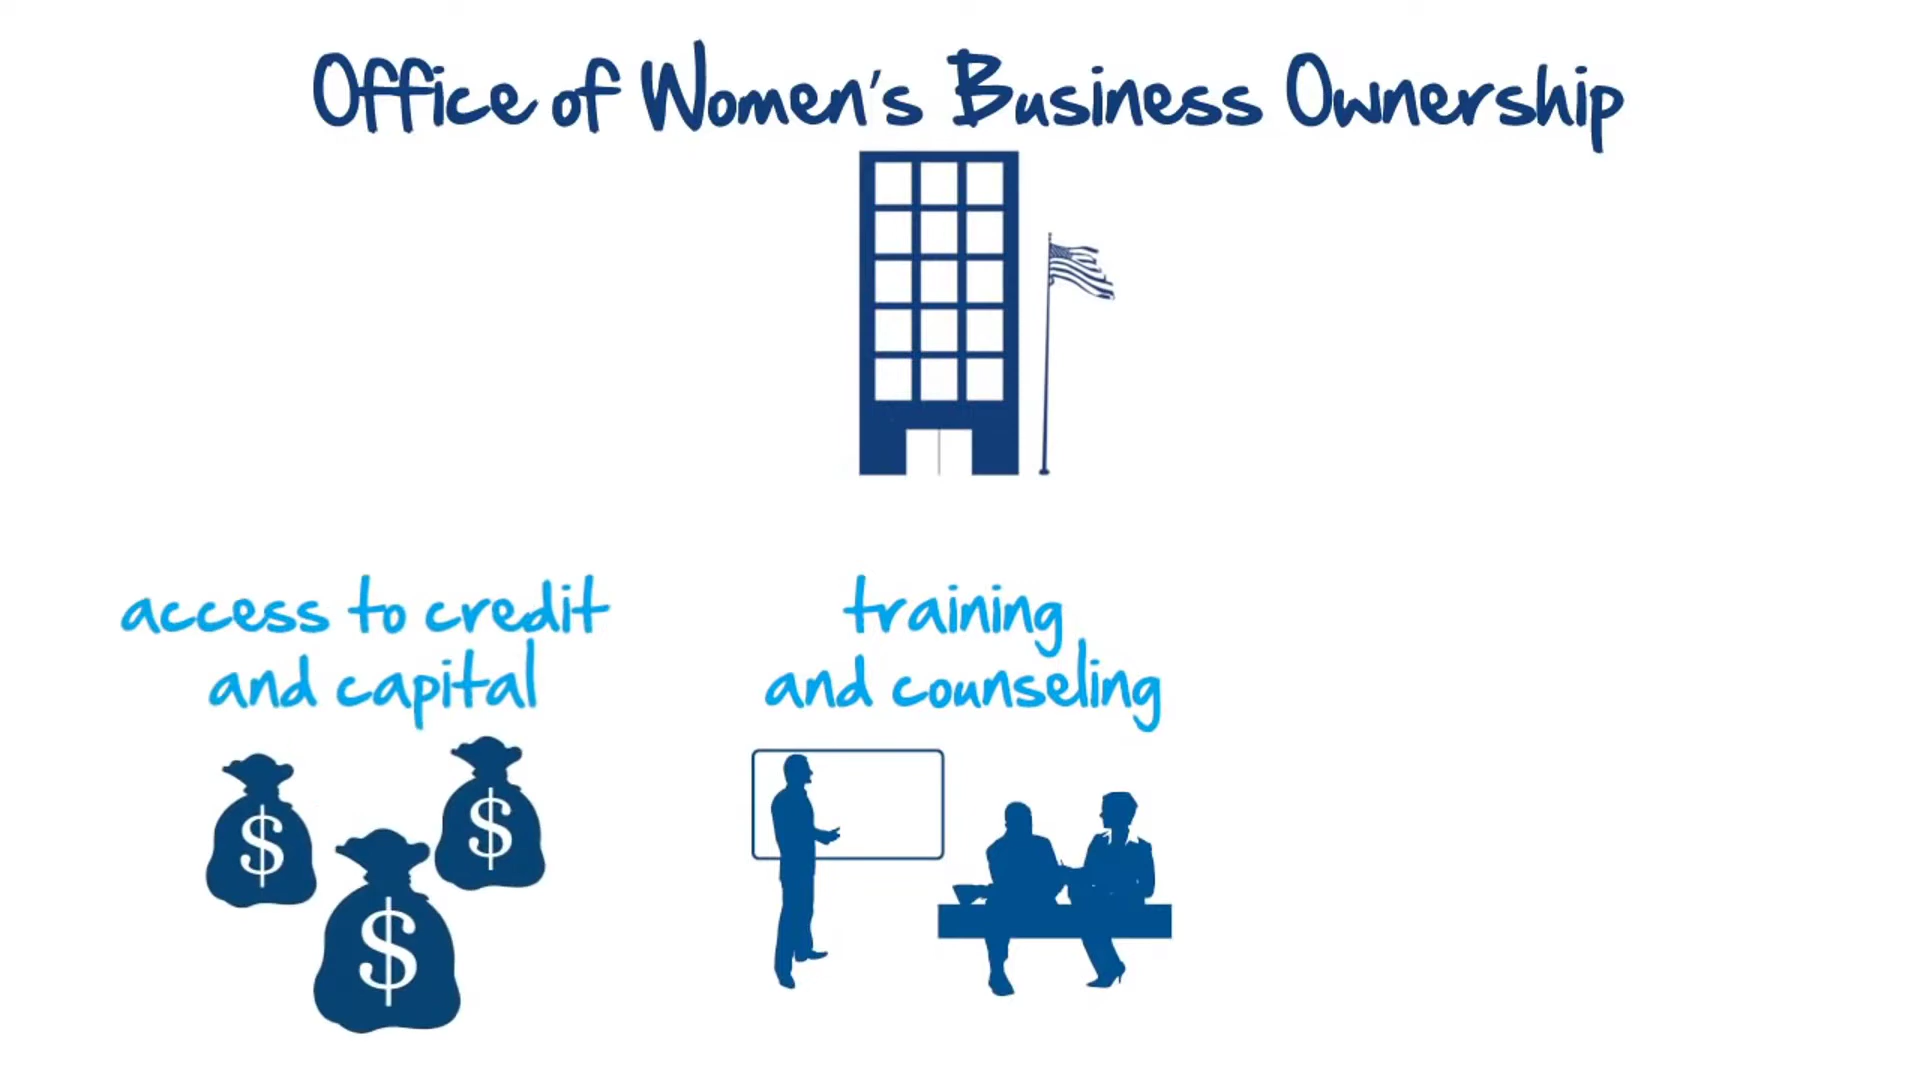 Office of Women's Business Ownership
access to credit
and capital
training
and counseling
$
$
$